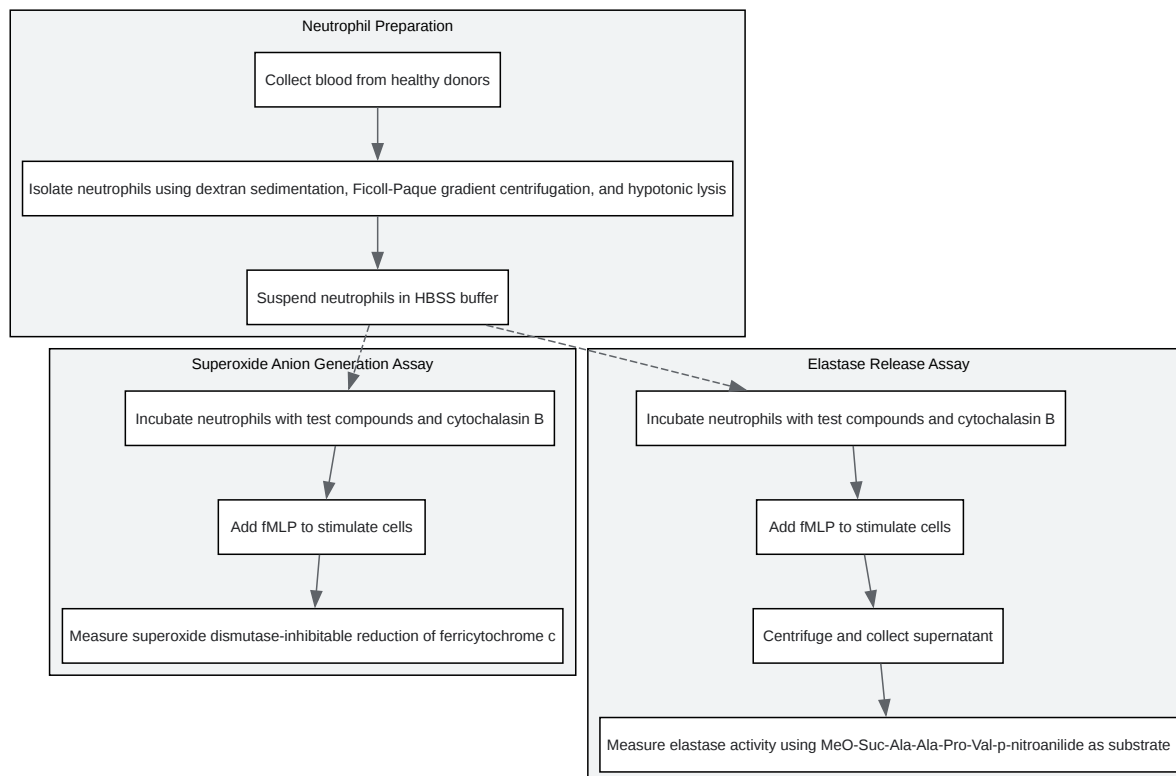 Neutrophil Preparation
Collect blood from healthy donors
Isolate neutrophils using dextran sedimentation, Ficoll-Paque gradient centrifugation, and hypotonic lysis
Suspend neutrophils in HBSS buffer
Superoxide Anion Generation Assay
Incubate neutrophils with test compounds and cytochalasin B
Add fMLP to stimulate cells
Measure superoxide dismutase-inhibitable reduction of ferricytochrome c
Elastase Release Assay
Incubate neutrophils with test compounds and cytochalasin B
Add fMLP to stimulate cells
Centrifuge and collect supernatant
Measure elastase activity using MeO-Suc-Ala-Ala-Pro-Val-p-nitroanilide as substrate